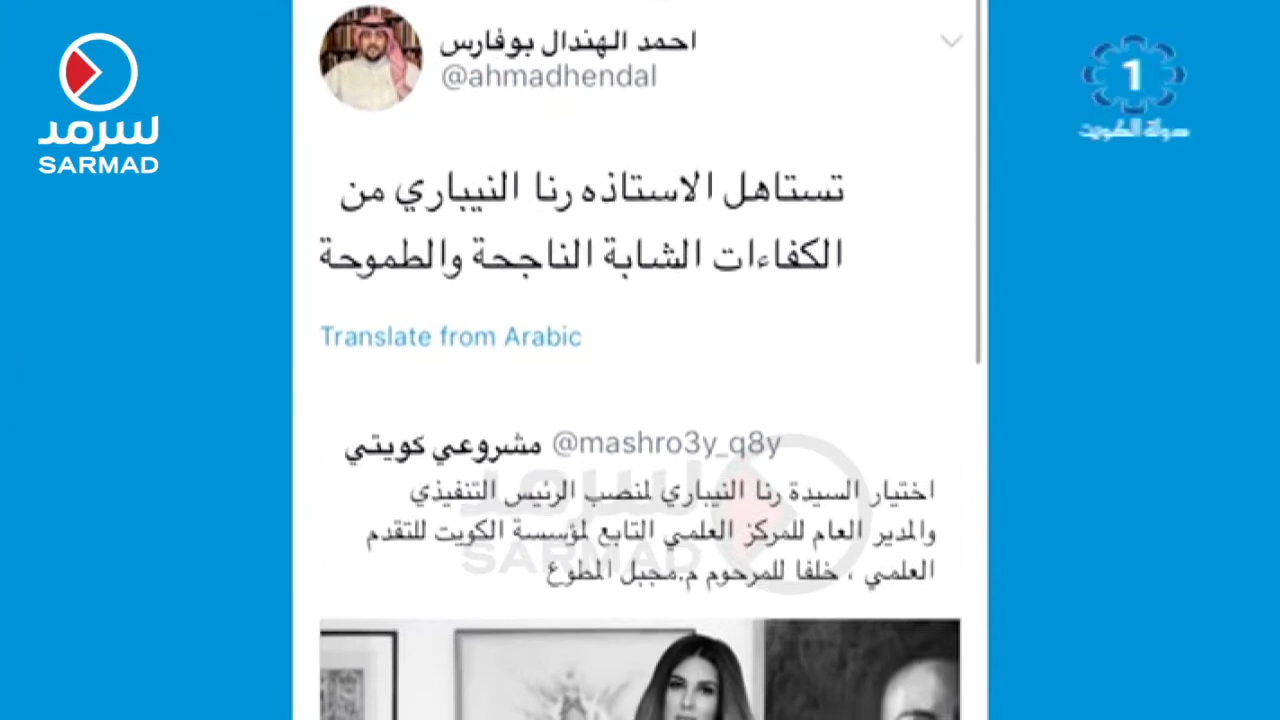 احمد الهندال بوفارس
@ahmadhendal
لسرمد
SARMAD
1
دولة الكويت
تستاهل الاستاذه رنا النيباري من
الكفاءات الشابة الناجحة والطموحة
Translate from Arabic
مشروعي كويتي @mashro3y_q8y
اختيار السيدة رنا النيباري لمنصب الرئيس التنفيذي
والمدير العام للمركز العلمي التابع لمؤسسة الكويت للتقدم
العلمي ، خلفا للمرحوم م.مجبل المطوع
سرمد
SARMAD